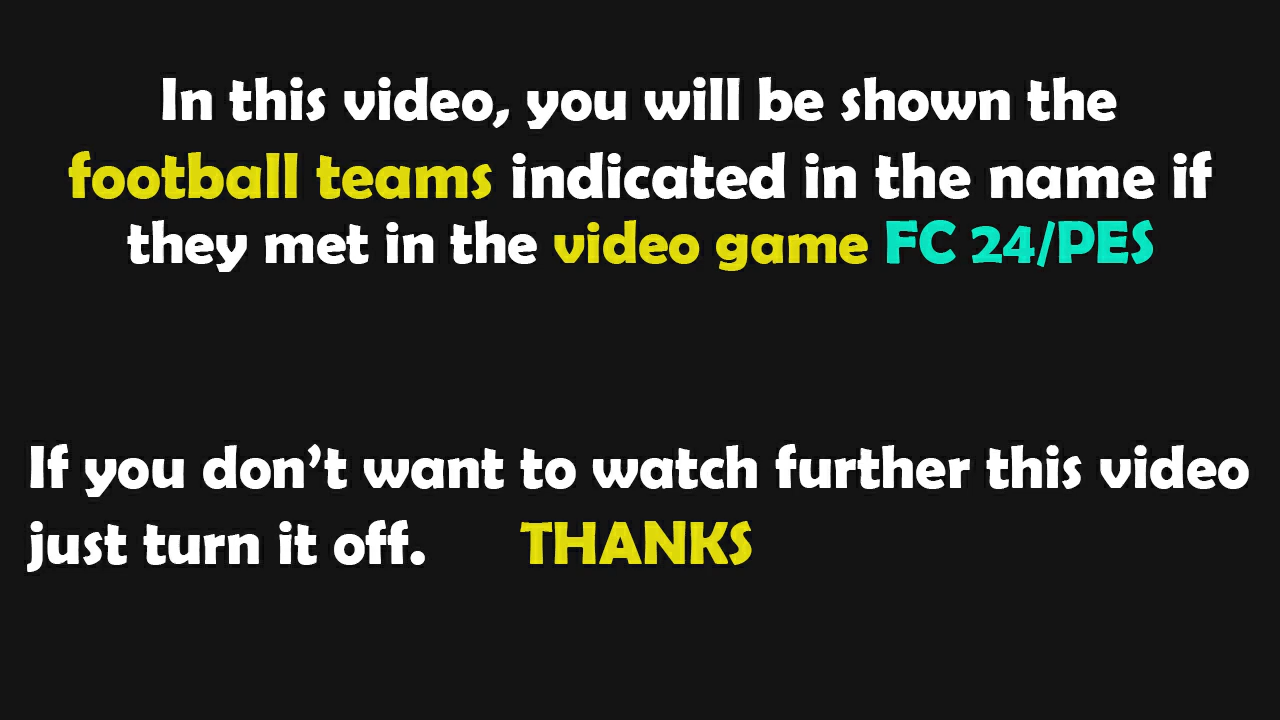 In this video, you will be shown the
football teams indicated in the name if
they met in the video game FC 24/PES
If you don't want to watch further this video
just turn it off. THANKS